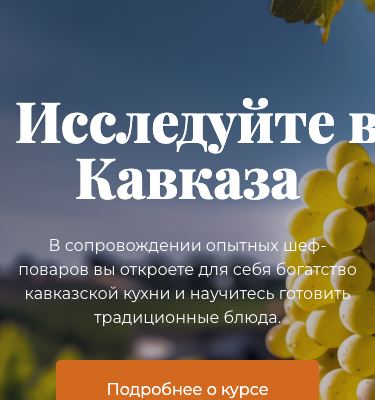 Исследуйте в
Кавказа
В сопровождении опытных шеф-
поваров вы откроете для себя богатство
кавказской кухни и научитесь готовить
традиционные блюда.
Подробнее о курсе